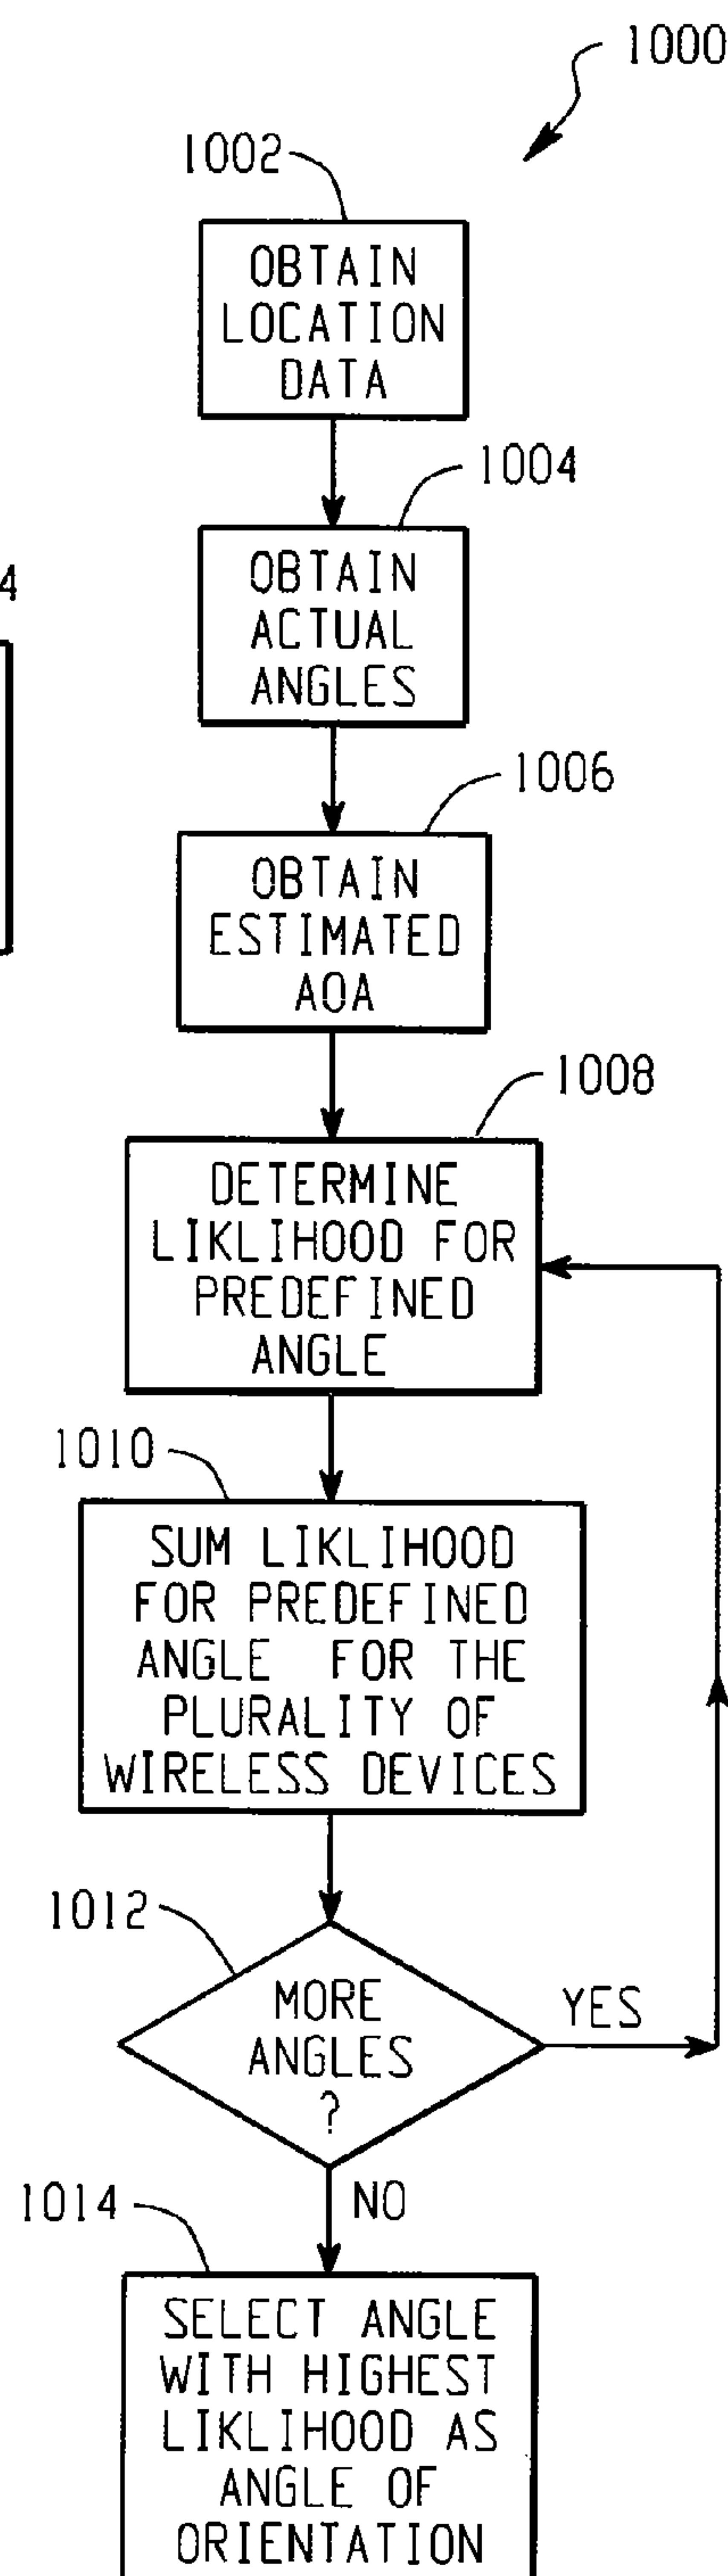 1000
1002
OBTAIN
LOCATION
DATA
1004
OBTAIN
ACTUAL
ANGLES
4
1006
OBTAIN
ESTIMATED
AOA
1008
DETERMINE
LIKLIHOOD FOR
PREDEFINED
ANGLE
1010
SUM LIKLIHOOD
FOR PREDEFINED
ANGLE FOR THE
PLURALITY OF
WIRELESS DEVICES
1012
MORE
ANGLES
?
YES
NO
1014
SELECT ANGLE
WITH HIGHEST
LIKLIHOOD AS
ANGLE OF
ORIENTATION